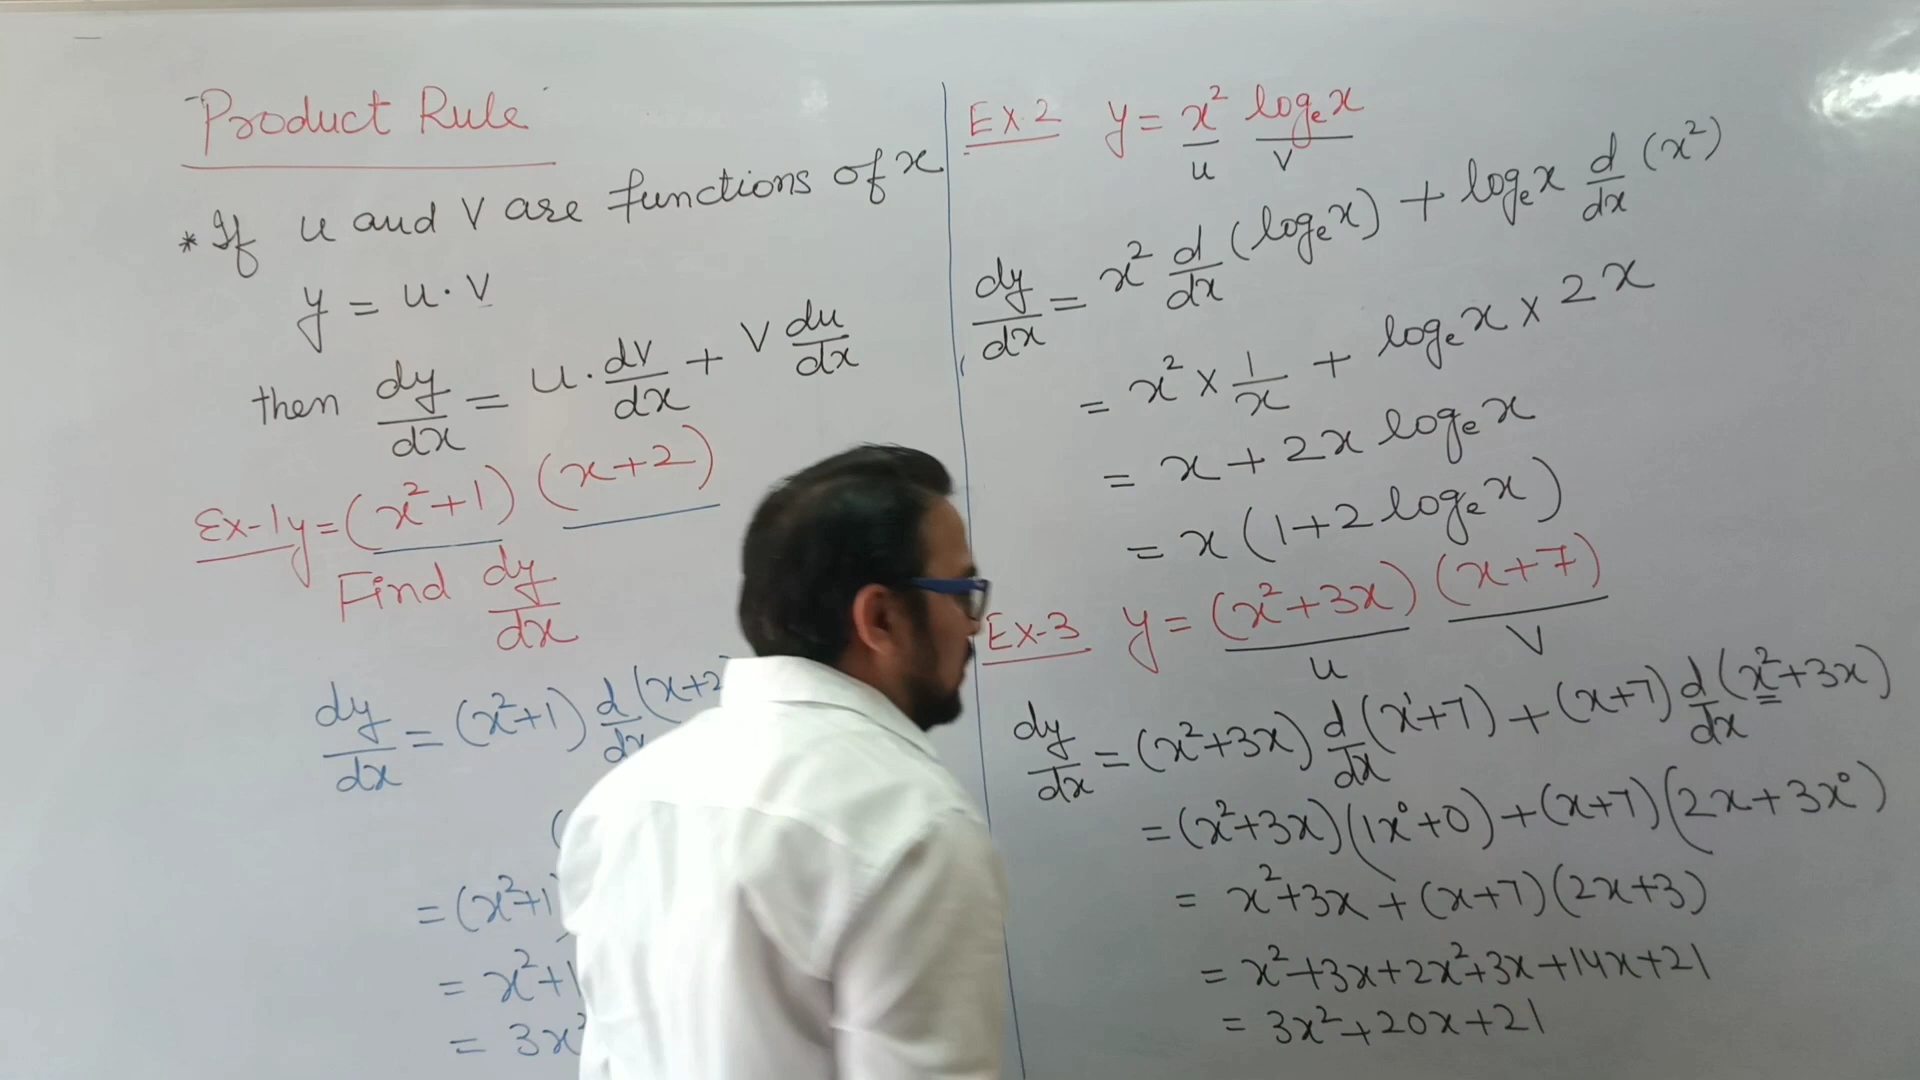 Product Rule
* If u and v are functions of x
y = u · v
then dy/dx = u · dv/dx + v du/dx
Ex-1 y = (x²+1) (x+2)
Find dy/dx
dy/dx = (x²+1) d/dx (x+2
(
= (x²+1)
= x²+1
= 3x²
Ex.2 y = x² logₑx
u v
dy/dx = x² d/dx (logₑx) + logₑx d/dx (x²)
= x² × 1/x + logₑx × 2x
= x + 2x logₑx
= x (1+2 logₑx)
Ex-3 y = (x²+3x) (x+7)
u v
dy/dx = (x²+3x) d/dx (x¹+7) + (x+7) d/dx (x²+3x)
= (x²+3x) (1x⁰+0) + (x+7) (2x+3x⁰)
= x²+3x + (x+7) (2x+3)
= x²+3x+2x²+3x+14x+21
= 3x²+20x+21